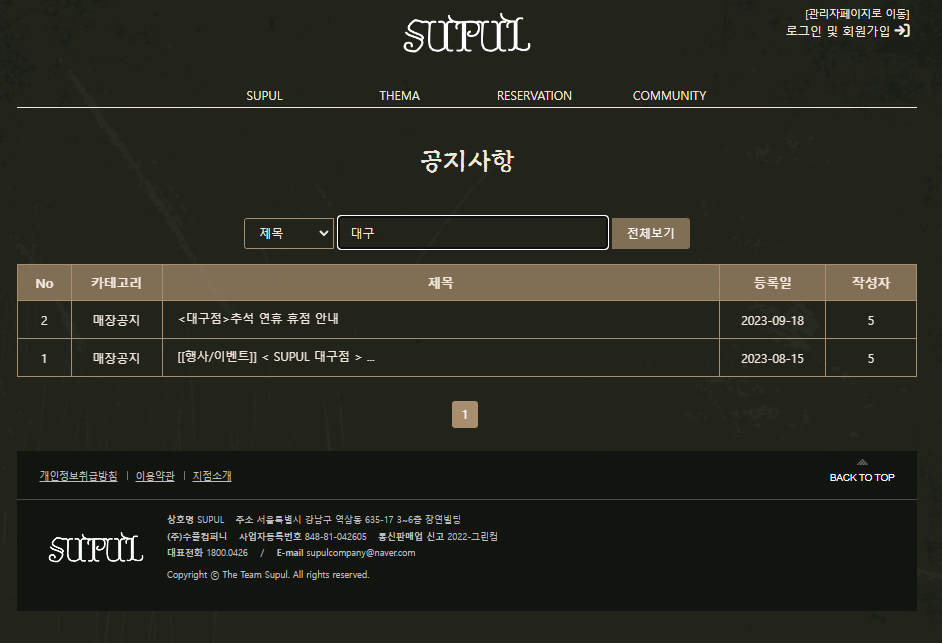 [관리자페이지로 이동]
SUPUL
로그인 및 회원가입
SUPUL THEMA RESERVATION COMMUNITY
공지사항
제목 대구 전체보기
No 카테고리 제목 등록일 작성자
2 매장공지 <대구점>추석 연휴 휴점 안내 2023-09-18 5
1 매장공지 [[행사/이벤트]] < SUPUL 대구점 > ... 2023-08-15 5
1
개인정보취급방침 | 이용약관 | 지점소개
BACK TO TOP
상호명 SUPUL 주소 서울특별시 강남구 역삼동 635-17 3~6층 장연빌딩
SUPUL
(주)수풀컴퍼니 사업자등록번호 848-81-042605 통신판매업 신고 2022-그린컴
대표전화 1800.0426 / E-mail supulcompany@naver.com
Copyright ⓒ The Team Supul. All rights reserved.